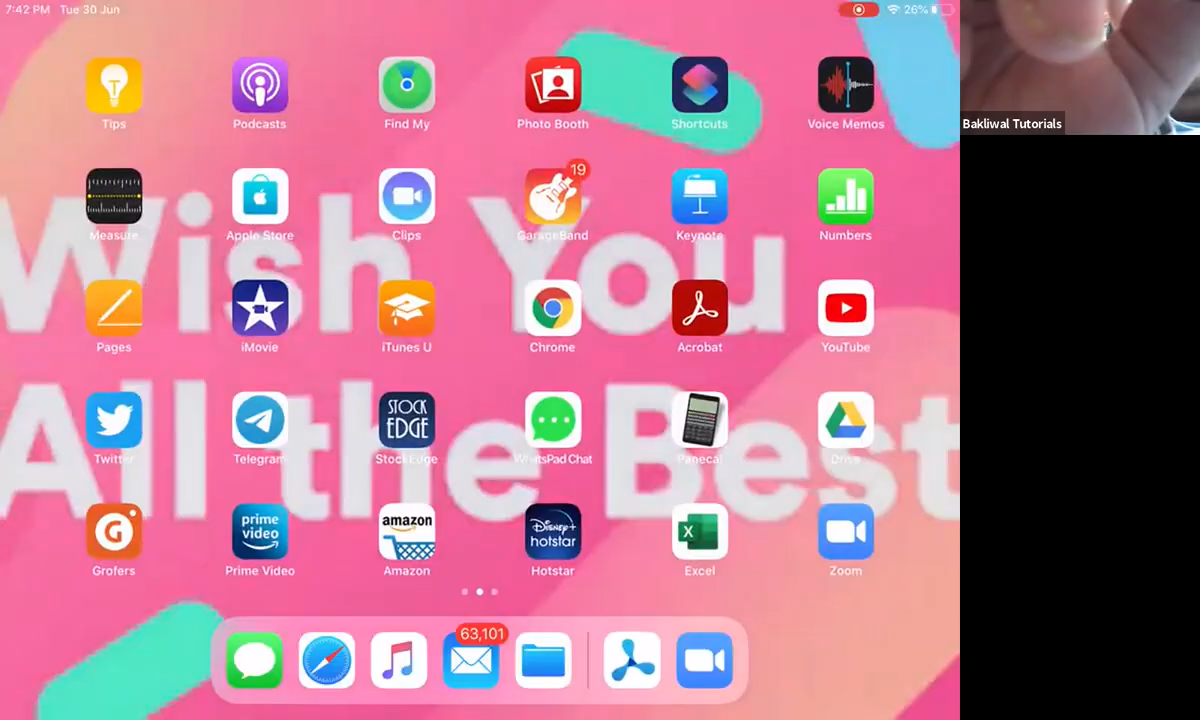 7:42 PM Tue 30 Jun
26%
Tips
Podcasts
Find My
Photo Booth
Shortcuts
Voice Memos
19
Measure
Apple Store
Clips
GarageBand
Keynote
Numbers
Wish You
Pages
iMovie
iTunes U
Chrome
Acrobat
YouTube
STOCK
EDGE
Twitter
Telegram
StockEdge
WhatsPad Chat
Panecal
Drive
All the Best
G
prime
video
amazon
Disney+
hotstar
X
Grofers
Prime Video
Amazon
Hotstar
Excel
Zoom
63,101
Bakliwal Tutorials